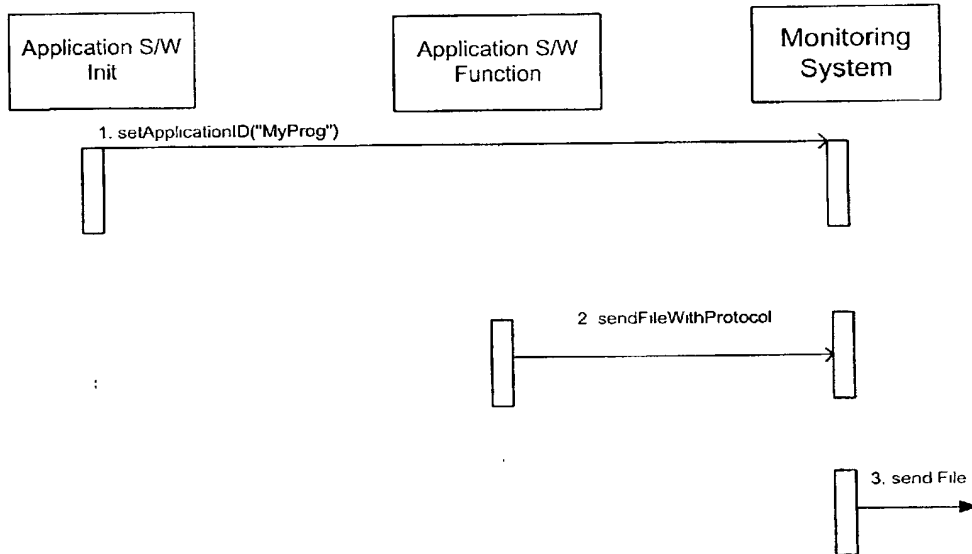 Application S/W
Init
Application S/W
Function
Monitoring
System
1. setApplicationID("MyProg")
2 sendFileWithProtocol
3. send File